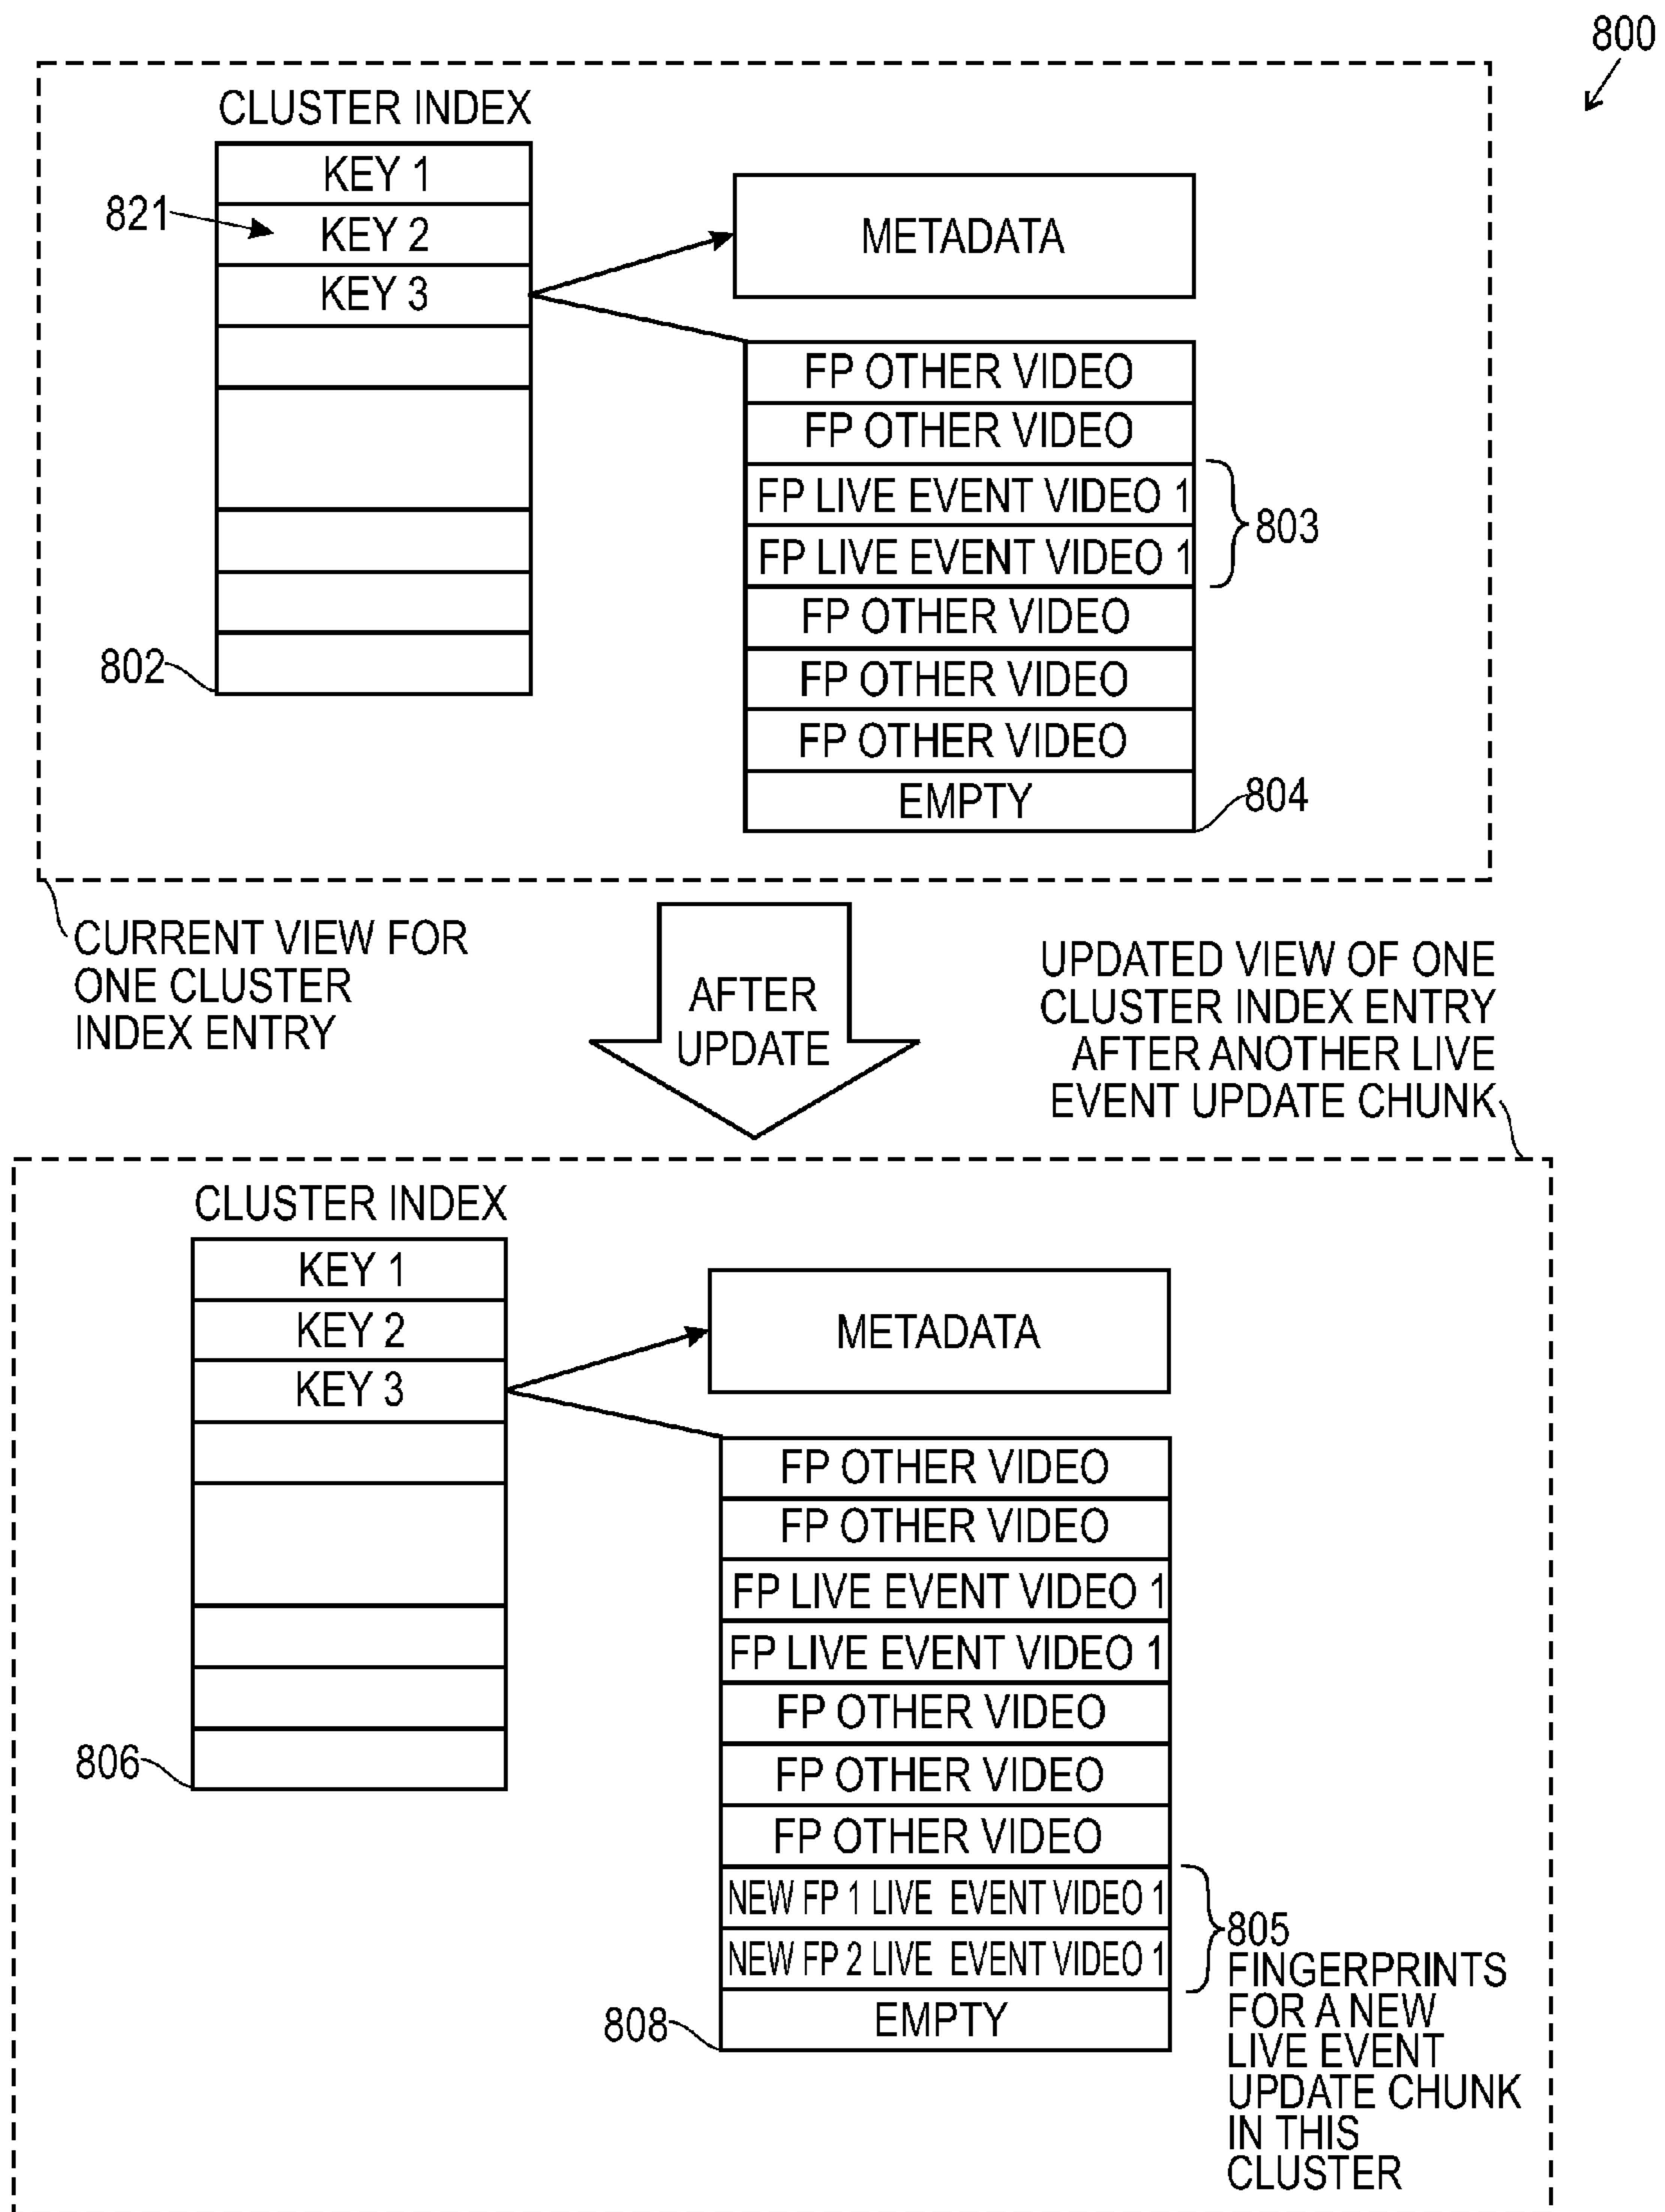 800
CLUSTER INDEX
KEY 1
821
KEY 2
KEY 3
METADATA
FP OTHER VIDEO
FP OTHER VIDEO
FP LIVE EVENT VIDEO 1
FP LIVE EVENT VIDEO 1
803
FP OTHER VIDEO
FP OTHER VIDEO
FP OTHER VIDEO
EMPTY
802
804
CURRENT VIEW FOR
ONE CLUSTER
INDEX ENTRY
AFTER
UPDATE
UPDATED VIEW OF ONE
CLUSTER INDEX ENTRY
AFTER ANOTHER LIVE
EVENT UPDATE CHUNK
CLUSTER INDEX
KEY 1
KEY 2
KEY 3
METADATA
FP OTHER VIDEO
FP OTHER VIDEO
FP LIVE EVENT VIDEO 1
FP LIVE EVENT VIDEO 1
FP OTHER VIDEO
FP OTHER VIDEO
FP OTHER VIDEO
NEW FP 1 LIVE EVENT VIDEO 1
NEW FP 2 LIVE EVENT VIDEO 1
EMPTY
806
808
805
FINGERPRINTS
FOR A NEW
LIVE EVENT
UPDATE CHUNK
IN THIS
CLUSTER